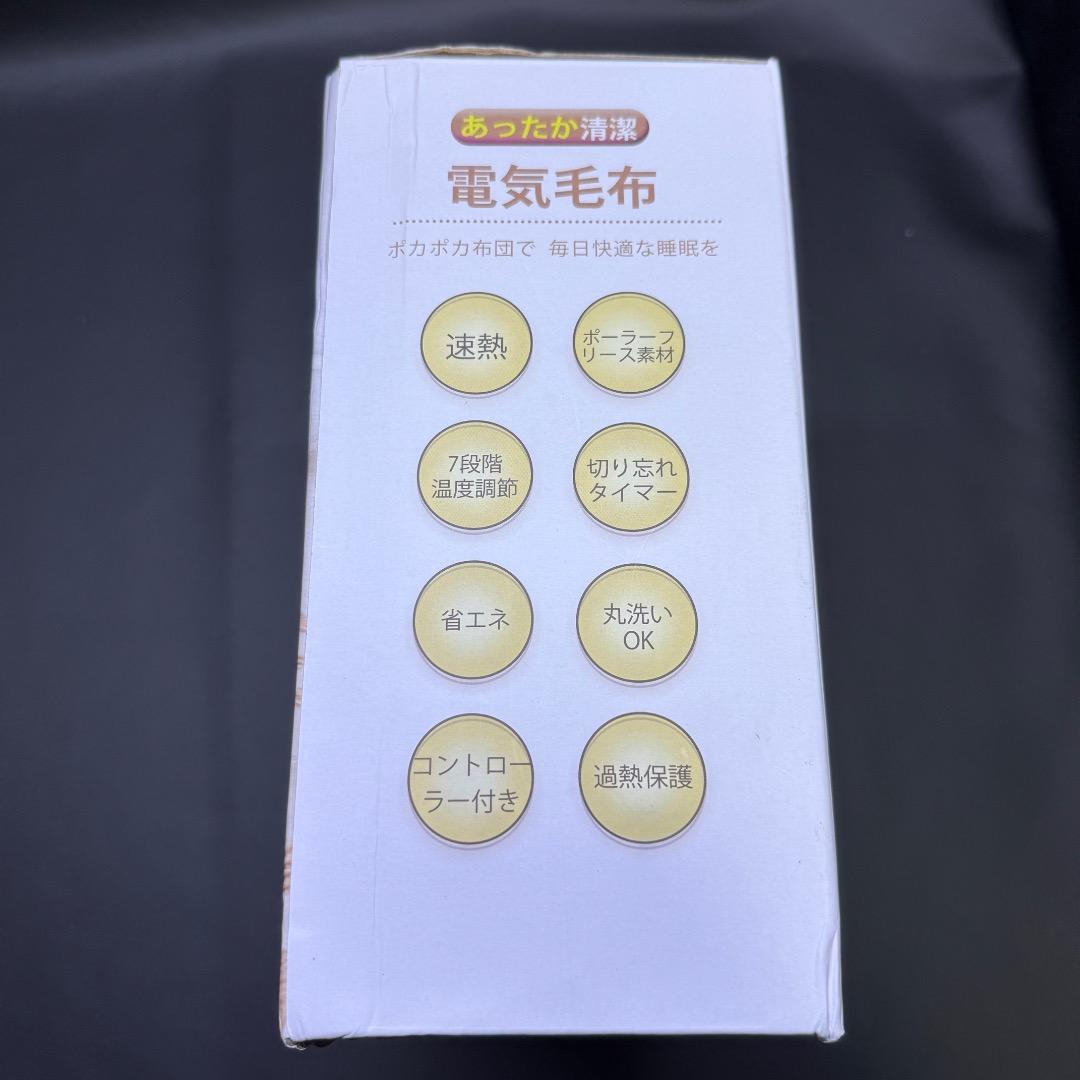 あったか清潔
電気毛布
ポカポカ布団で 毎日快適な睡眠を
速熱
ポーラーフ
リース素材
7段階
温度調節
切り忘れ
タイマー
省エネ
丸洗い
OK
コントロー
ラー付き
過熱保護